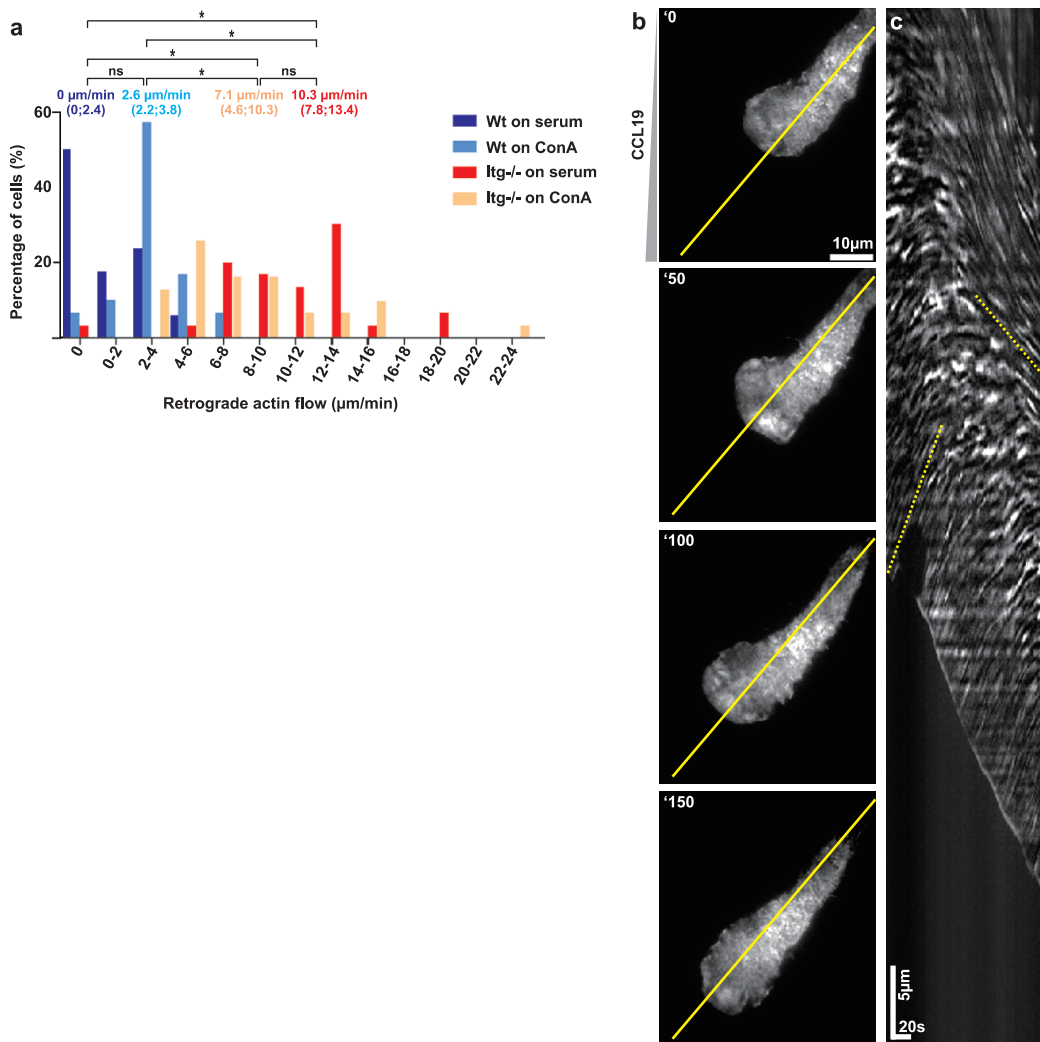 a
*
*
*
ns
*
ns
0 µm/min
(0;2.4)
2.6 µm/min
(2.2;3.8)
7.1 µm/min
(4.6;10.3)
10.3 µm/min
(7.8;13.4)
60
40
20
Percentage of cells (%)
Wt on serum
Wt on ConA
Itg-/- on serum
Itg-/- on ConA
0
0-2
2-4
4-6
6-8
8-10
10-12
12-14
14-16
16-18
18-20
20-22
22-24
Retrograde actin flow (µm/min)
b
CCL19
‘0
10µm
‘50
‘100
‘150
c
5µm
20s